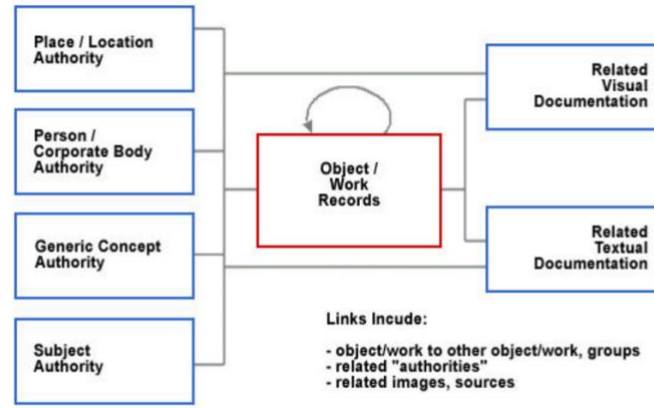 Place / Location
Authority
Person /
Corporate Body
Authority
Generic Concept
Authority
Subject
Authority
Object /
Work
Records
Related
Visual
Documentation
Related
Textual
Documentation
Links Incude:
- object/work to other object/work, groups
- related "authorities"
- related images, sources